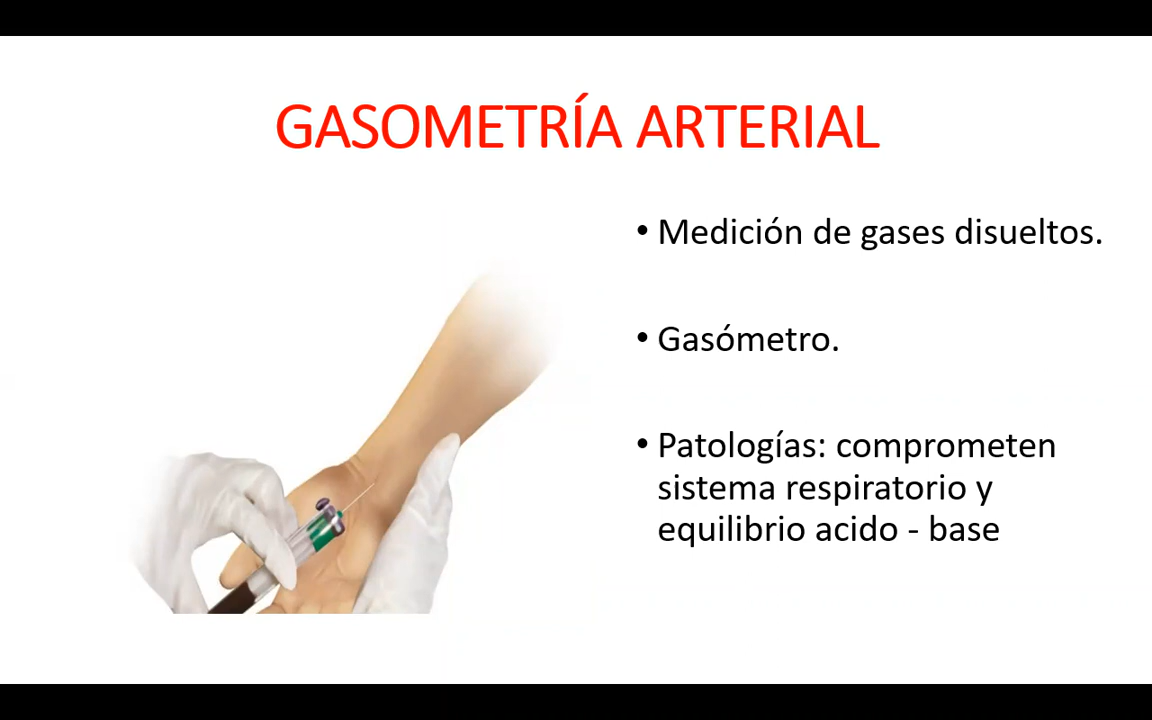 GASOMETRÍA ARTERIAL
• Medición de gases disueltos.
• Gasómetro.
• Patologías: comprometen
sistema respiratorio y
equilibrio acido - base